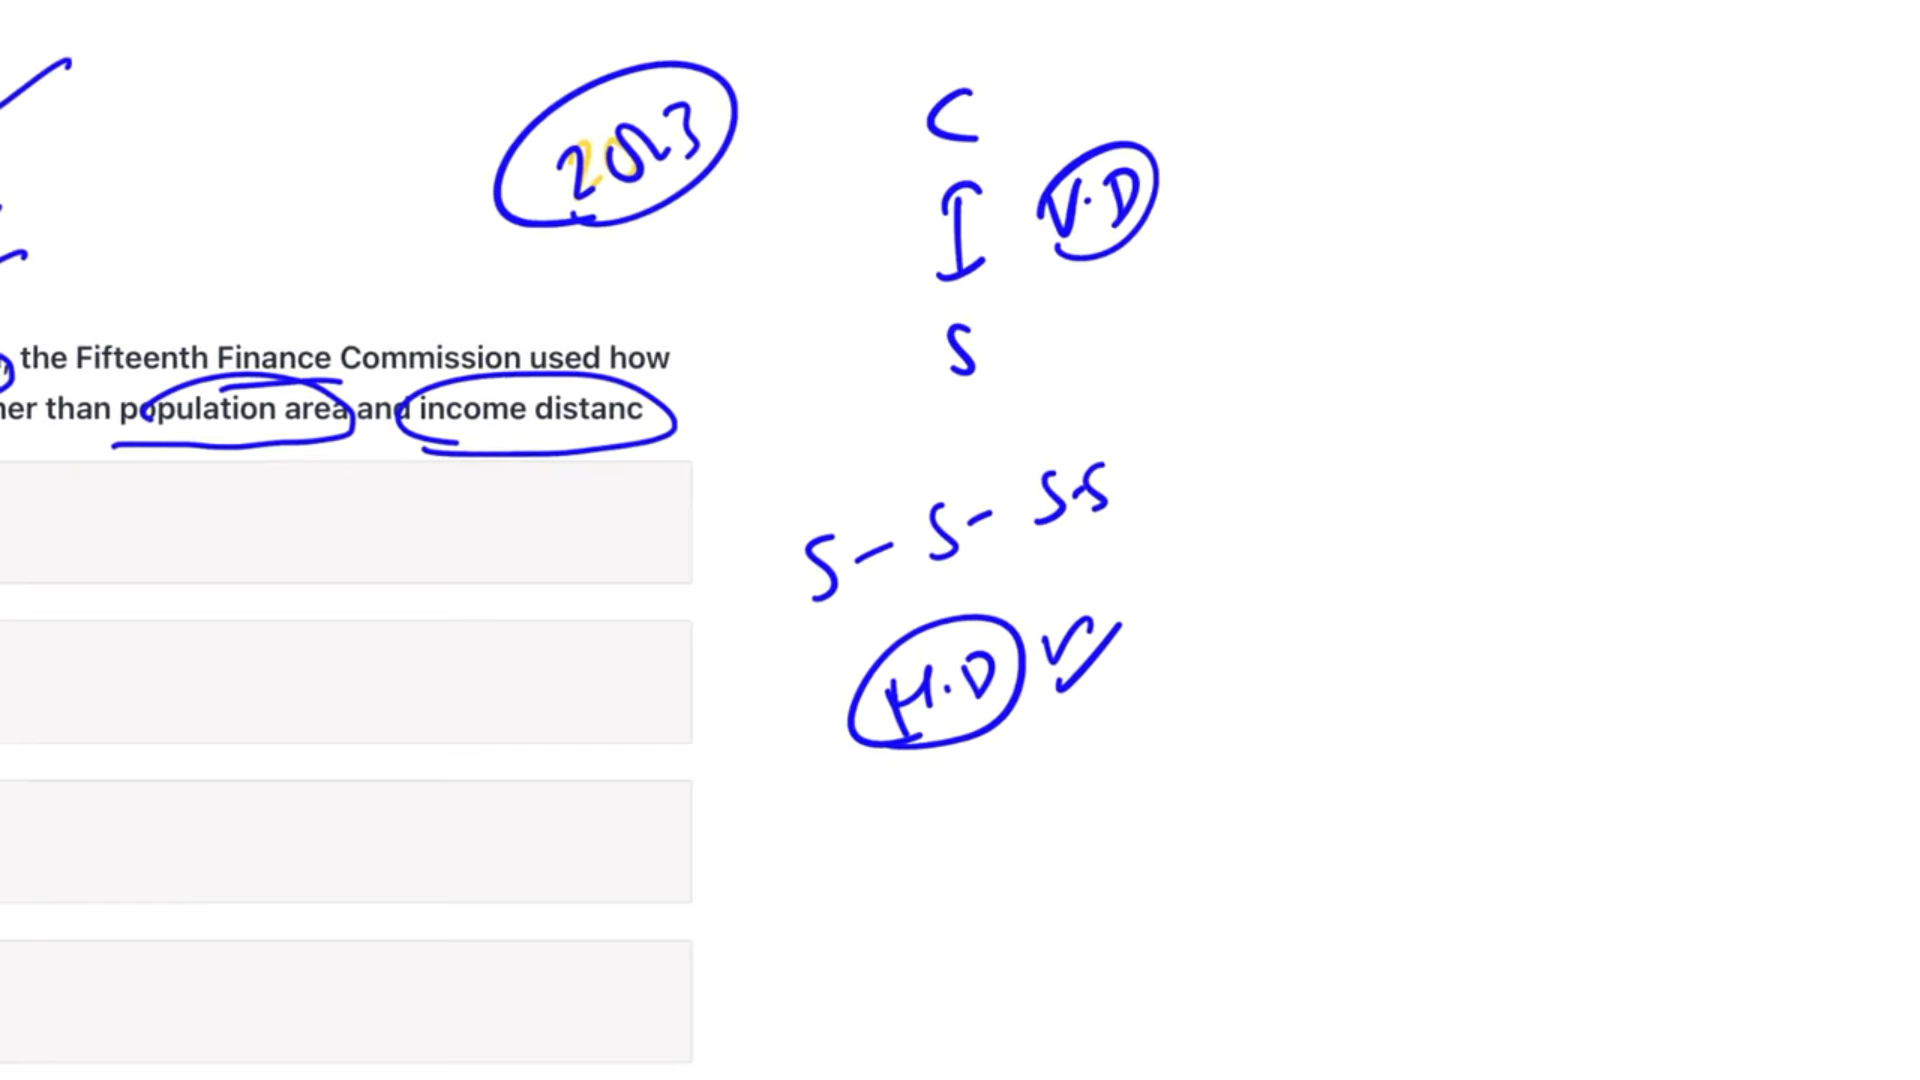 2023
C
I
V.D
S
, the Fifteenth Finance Commission used how
her than population area and income distanc
S - S - SS
H.D